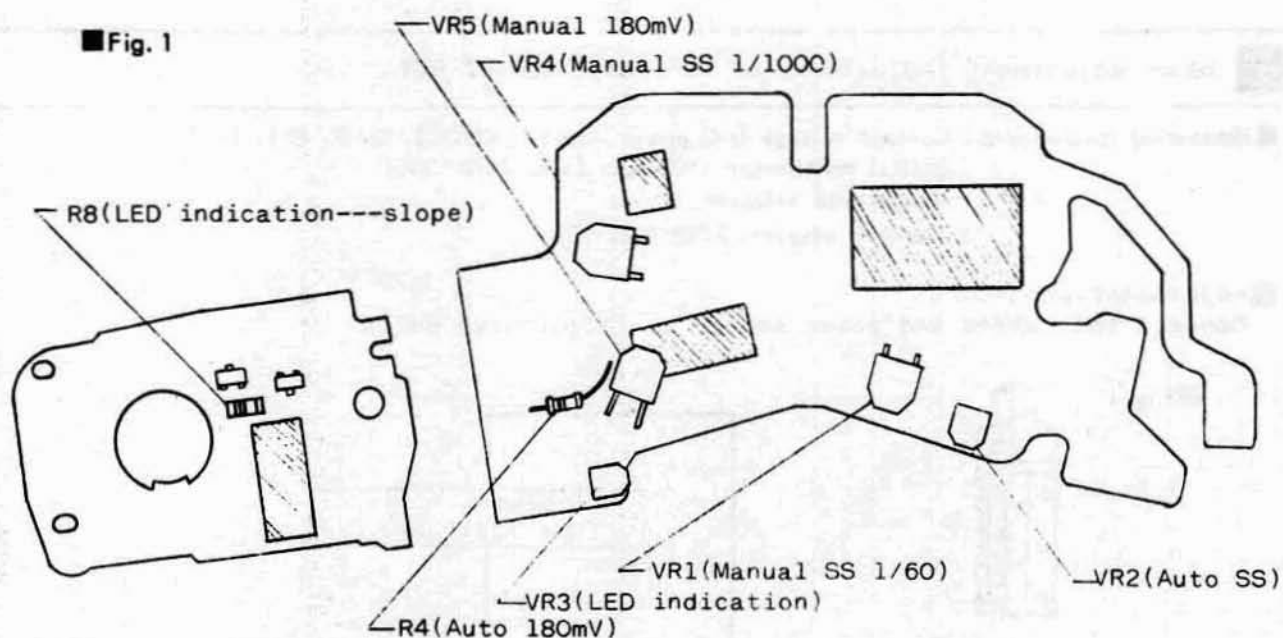 ■Fig. 1
VR5(Manual 180mV)
VR4(Manual SS 1/1000)
R8(LED indication---slope)
VR1(Manual SS 1/60)
VR2(Auto SS)
VR3(LED indication)
R4(Auto 180mV)